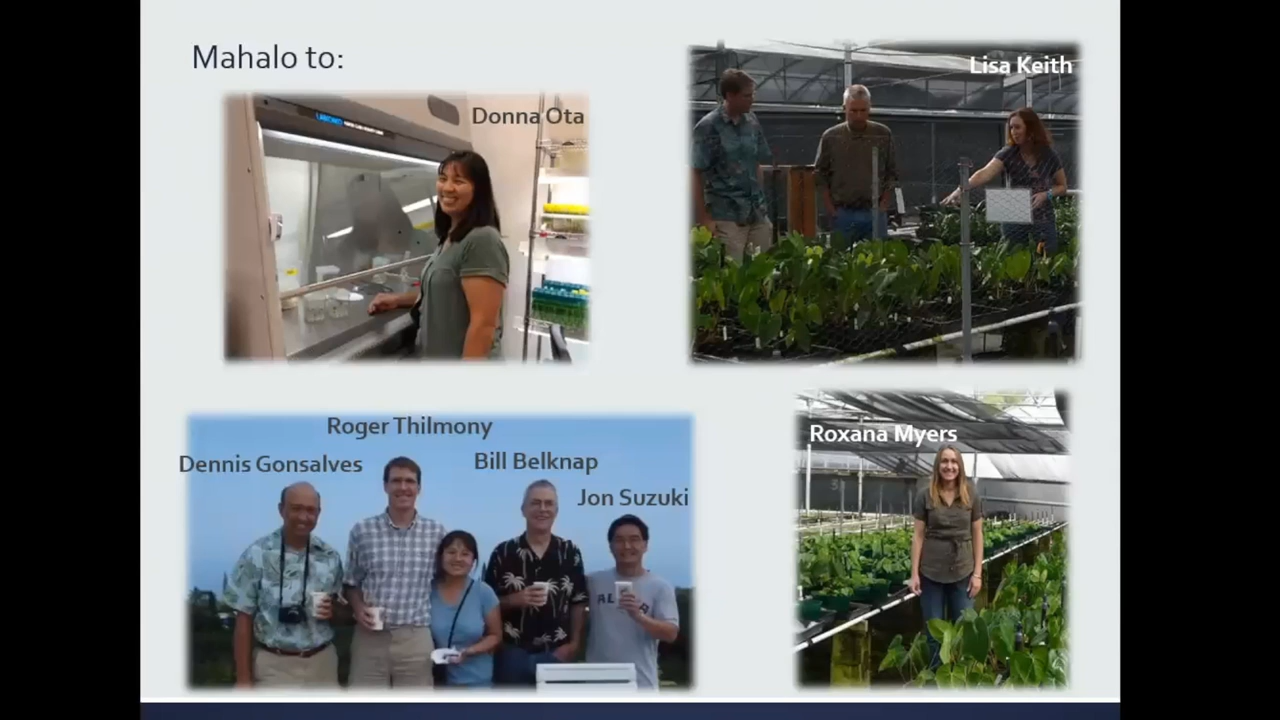 Mahalo to:
Donna Ota
Lisa Keith
Roger Thilmony
Dennis Gonsalves
Bill Belknap
Jon Suzuki
Roxana Myers